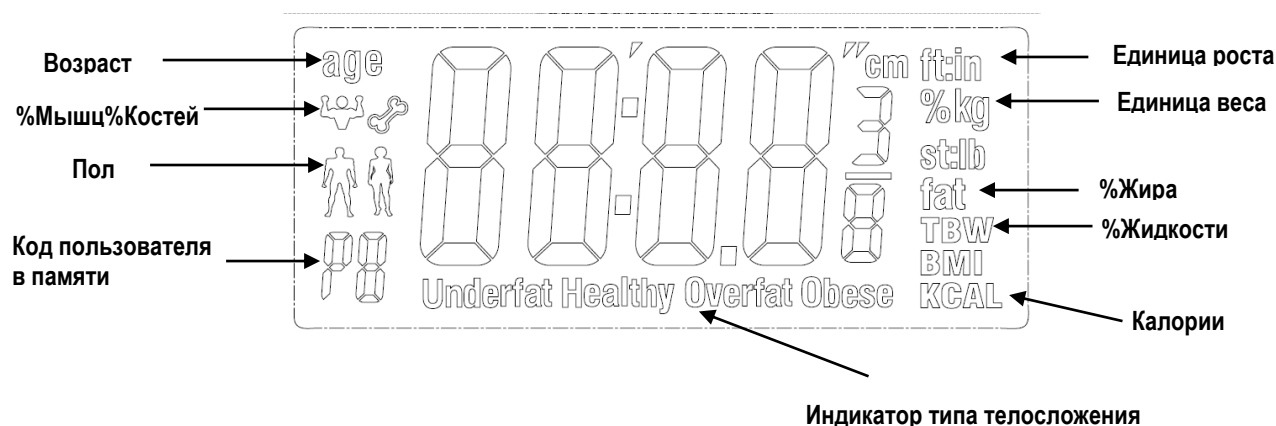 Возраст
%Мышц%Костей
Пол
Код пользователя
в памяти
age
cm ft:in
%kg
st:lb
fat
TBW
BMI
KCAL
Underfat Healthy Overfat Obese
Единица роста
Единица веса
%Жира
%Жидкости
Калории
Индикатор типа телосложения